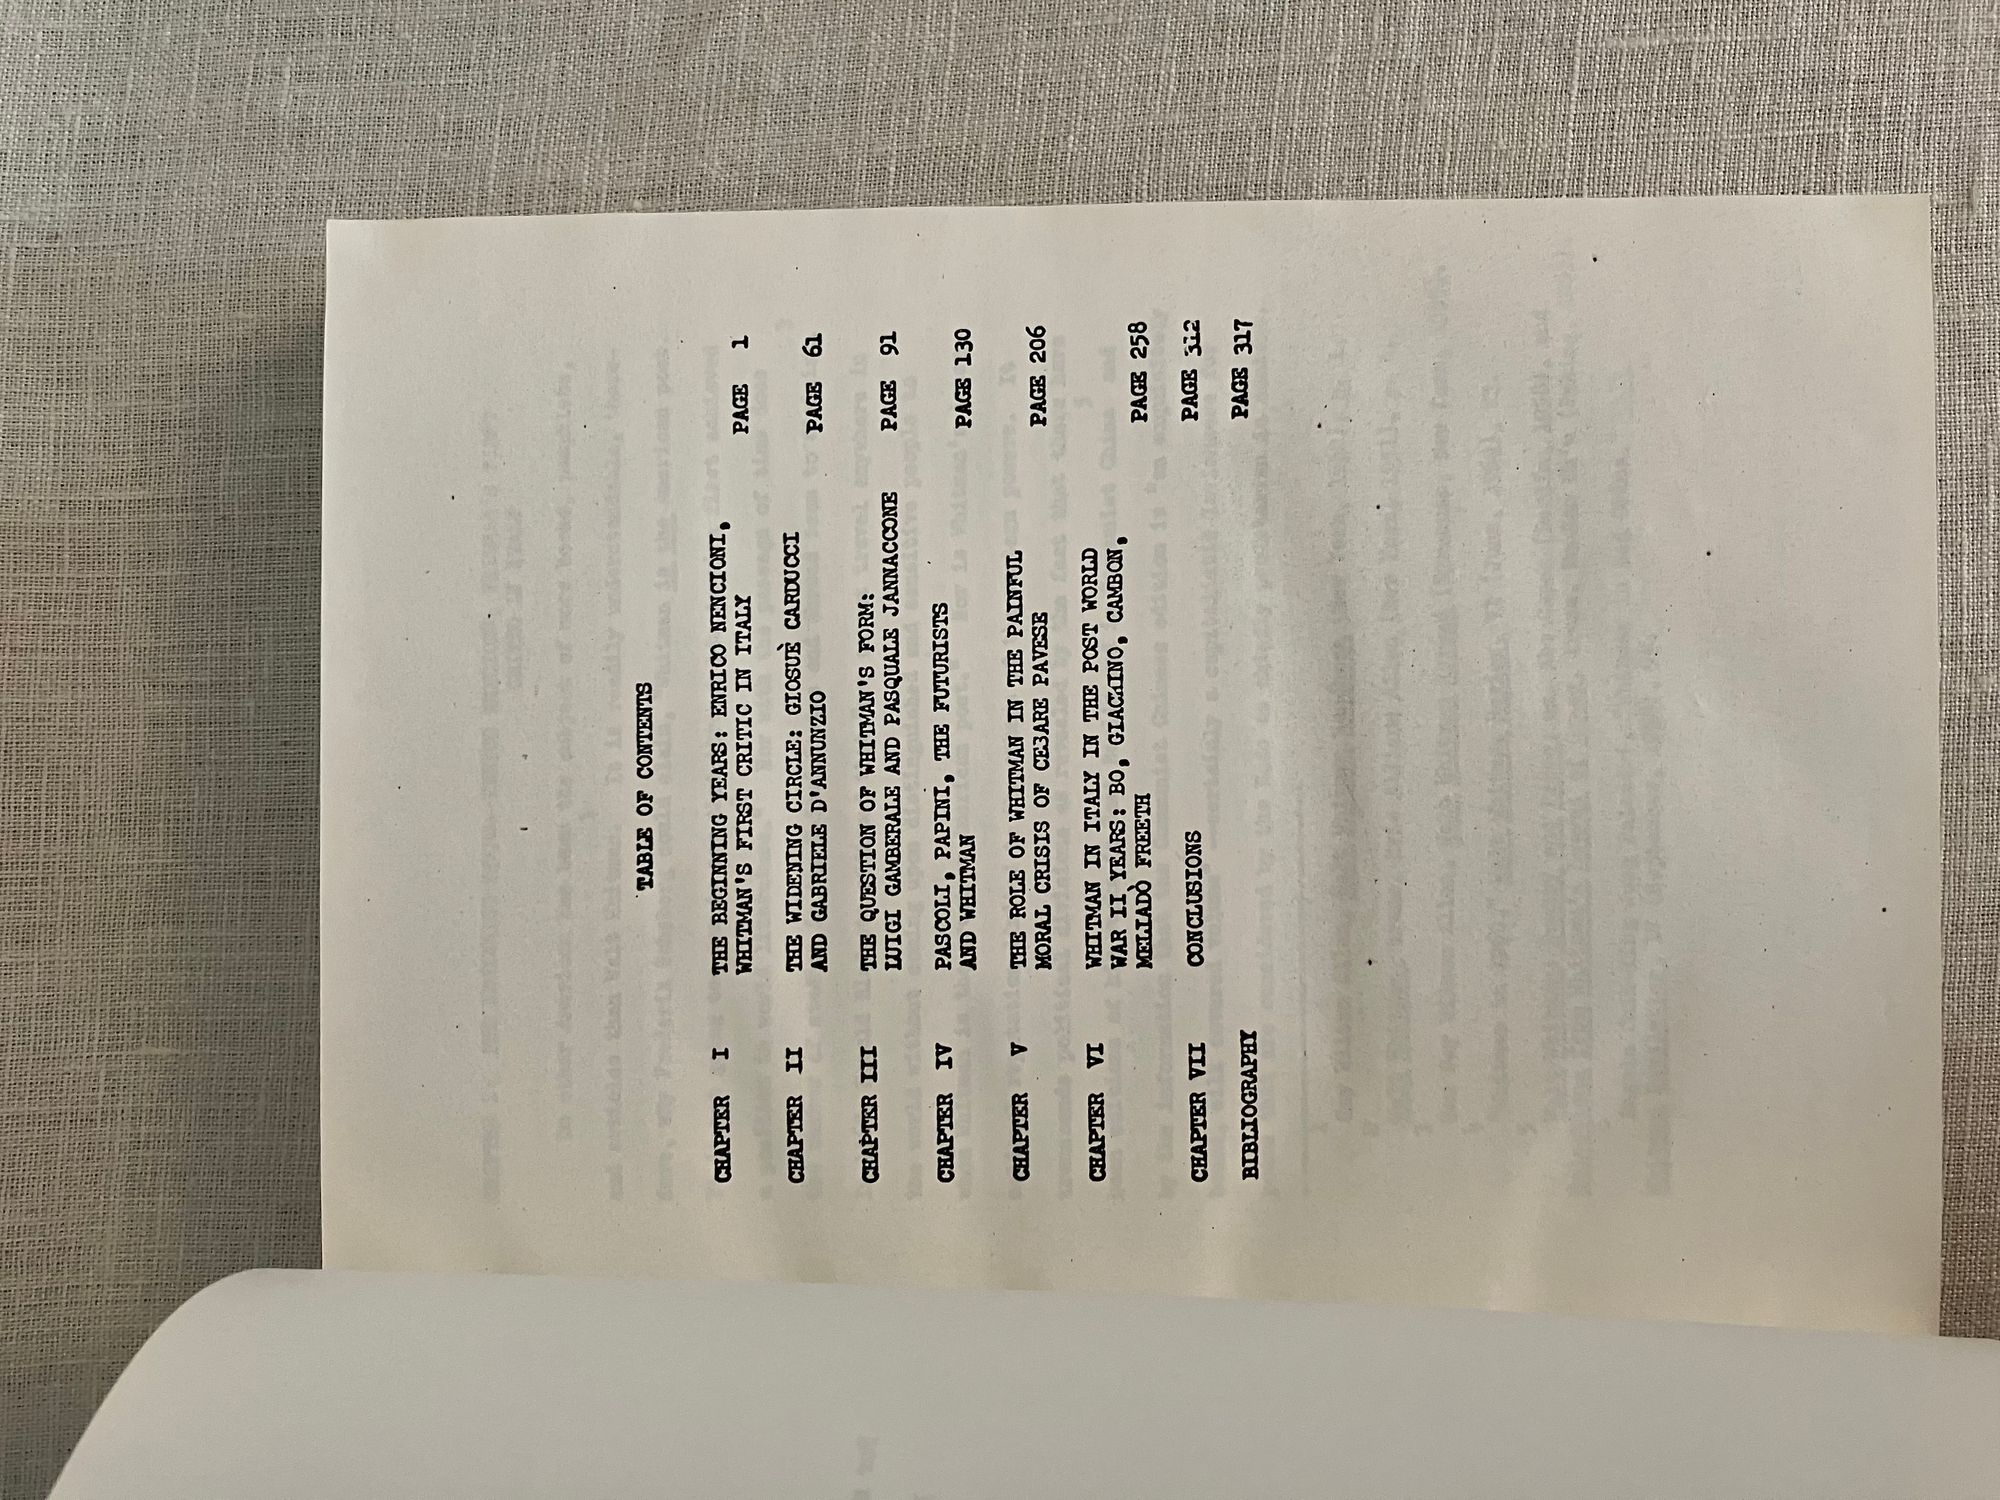 TABLE OF CONTENTS
CHAPTER I THE BEGINNING YEARS: ENRICO NENCIONI,
WHITMAN'S FIRST CRITIC IN ITALY PAGE 1
CHAPTER II THE WIDENING CIRCLE: GIOSUÈ CARDUCCI
AND GABRIELE D'ANNUNZIO PAGE 61
CHAPTER III THE QUESTION OF WHITMAN'S FORM:
LUIGI GAMBERALE AND PASQUALE JANNACCONE PAGE 91
CHAPTER IV PASCOLI, PAPINI, THE FUTURISTS
AND WHITMAN PAGE 130
CHAPTER V THE ROLE OF WHITMAN IN THE PAINFUL
MORAL CRISIS OF CESARE PAVESE PAGE 206
CHAPTER VI WHITMAN IN ITALY IN THE POST WORLD
WAR II YEARS: BO, GIACHINO, CAMBON,
MELIADÒ FREETH PAGE 258
CHAPTER VII CONCLUSIONS PAGE 312
BIBLIOGRAPHY PAGE 317